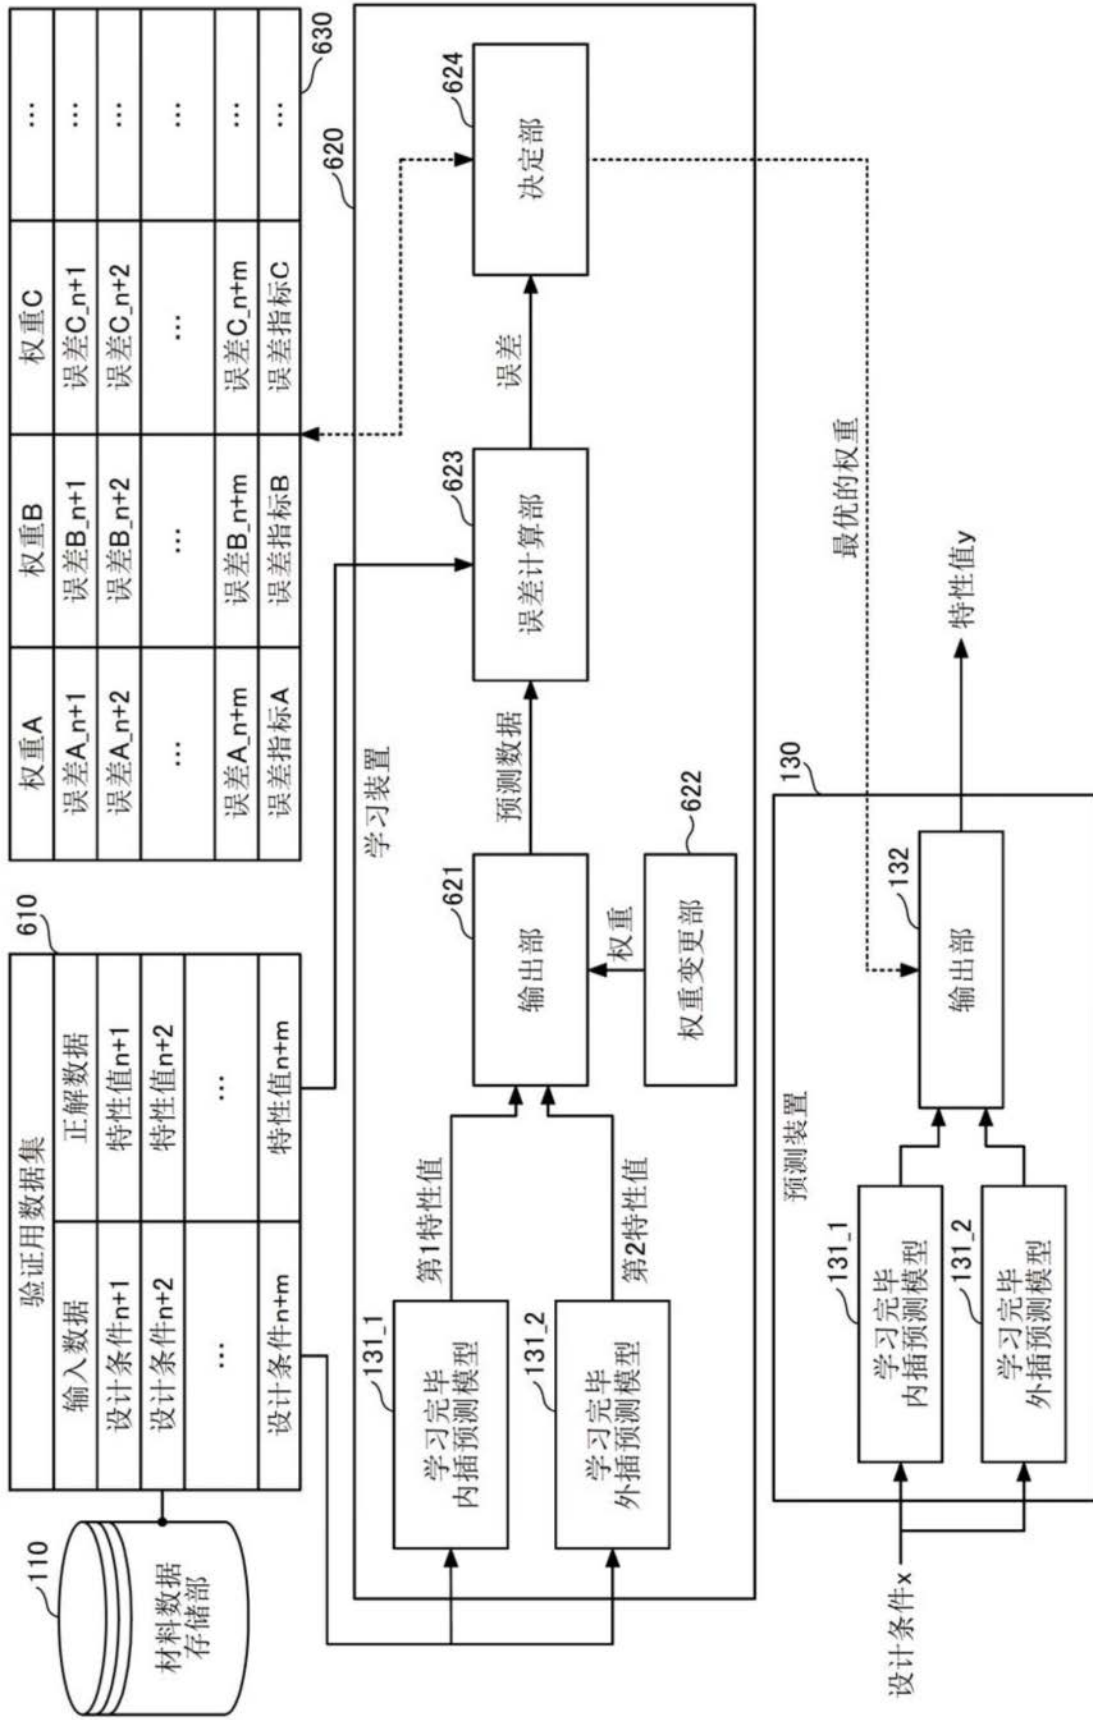 110
材料数据
存储部
610
验证用数据集
输入数据 正解数据
设计条件n+1 特性值n+1
设计条件n+2 特性值n+2
… …
设计条件n+m 特性值n+m
630
权重A 权重B 权重C …
误差A_n+1 误差B_n+1 误差C_n+1 …
误差A_n+2 误差B_n+2 误差C_n+2 …
… … … …
误差A_n+m 误差B_n+m 误差C_n+m …
误差指标A 误差指标B 误差指标C …
620
学习装置
131_1
学习完毕
内插预测模型
第1特性值
131_2
学习完毕
外插预测模型
第2特性值
621
输出部
权重
622
权重变更部
预测数据
623
误差计算部
误差
624
决定部
最优的权重
130
预测装置
设计条件x
131_1
学习完毕
内插预测模型
131_2
学习完毕
外插预测模型
132
输出部
特性值y